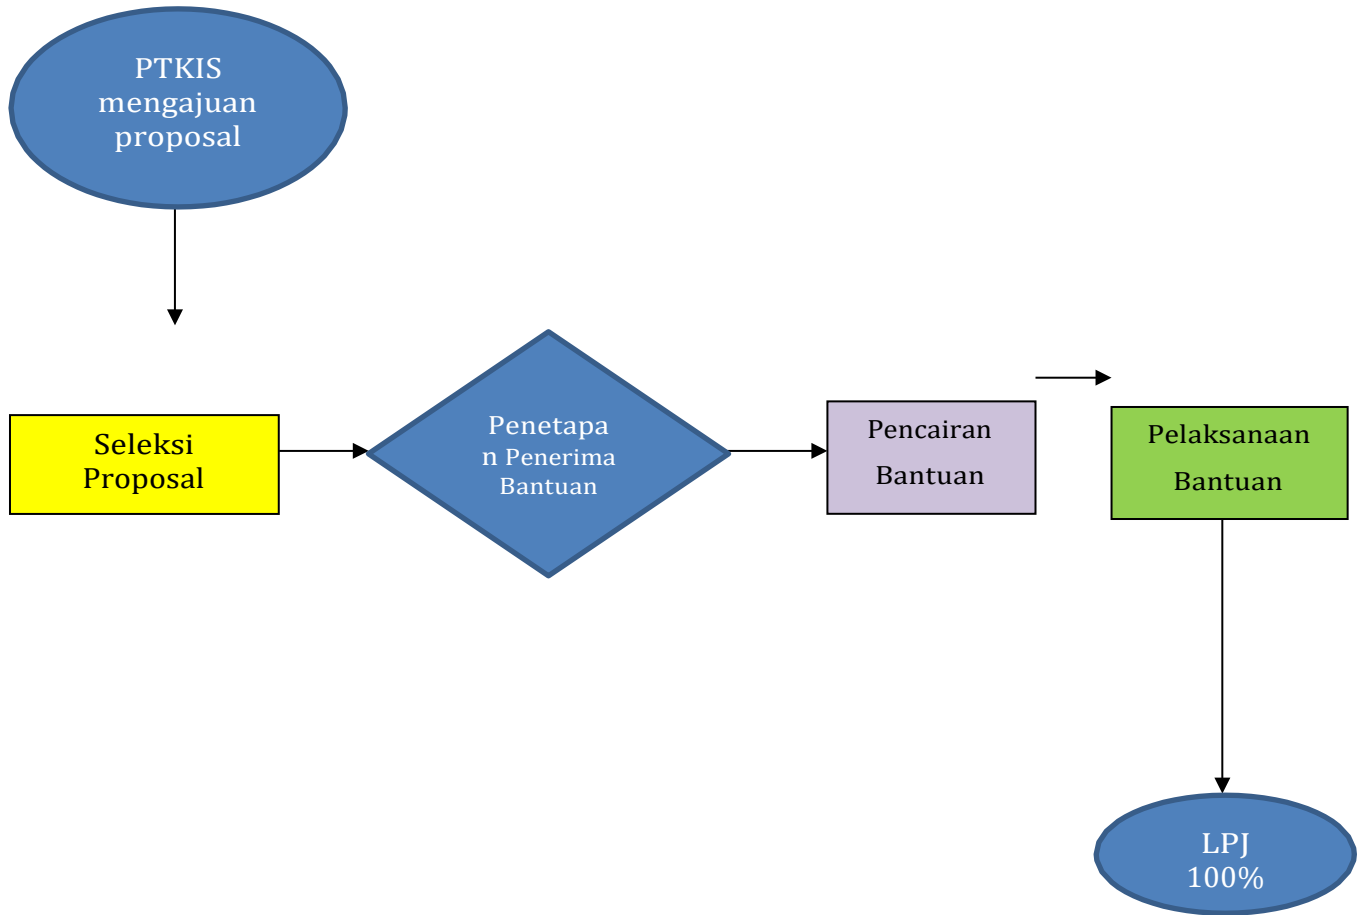 PTKIS
mengajuan
proposal
Seleksi
Proposal
Penetapa
n Penerima
Bantuan
Pencairan
Bantuan
Pelaksanaan
Bantuan
LPJ
100%